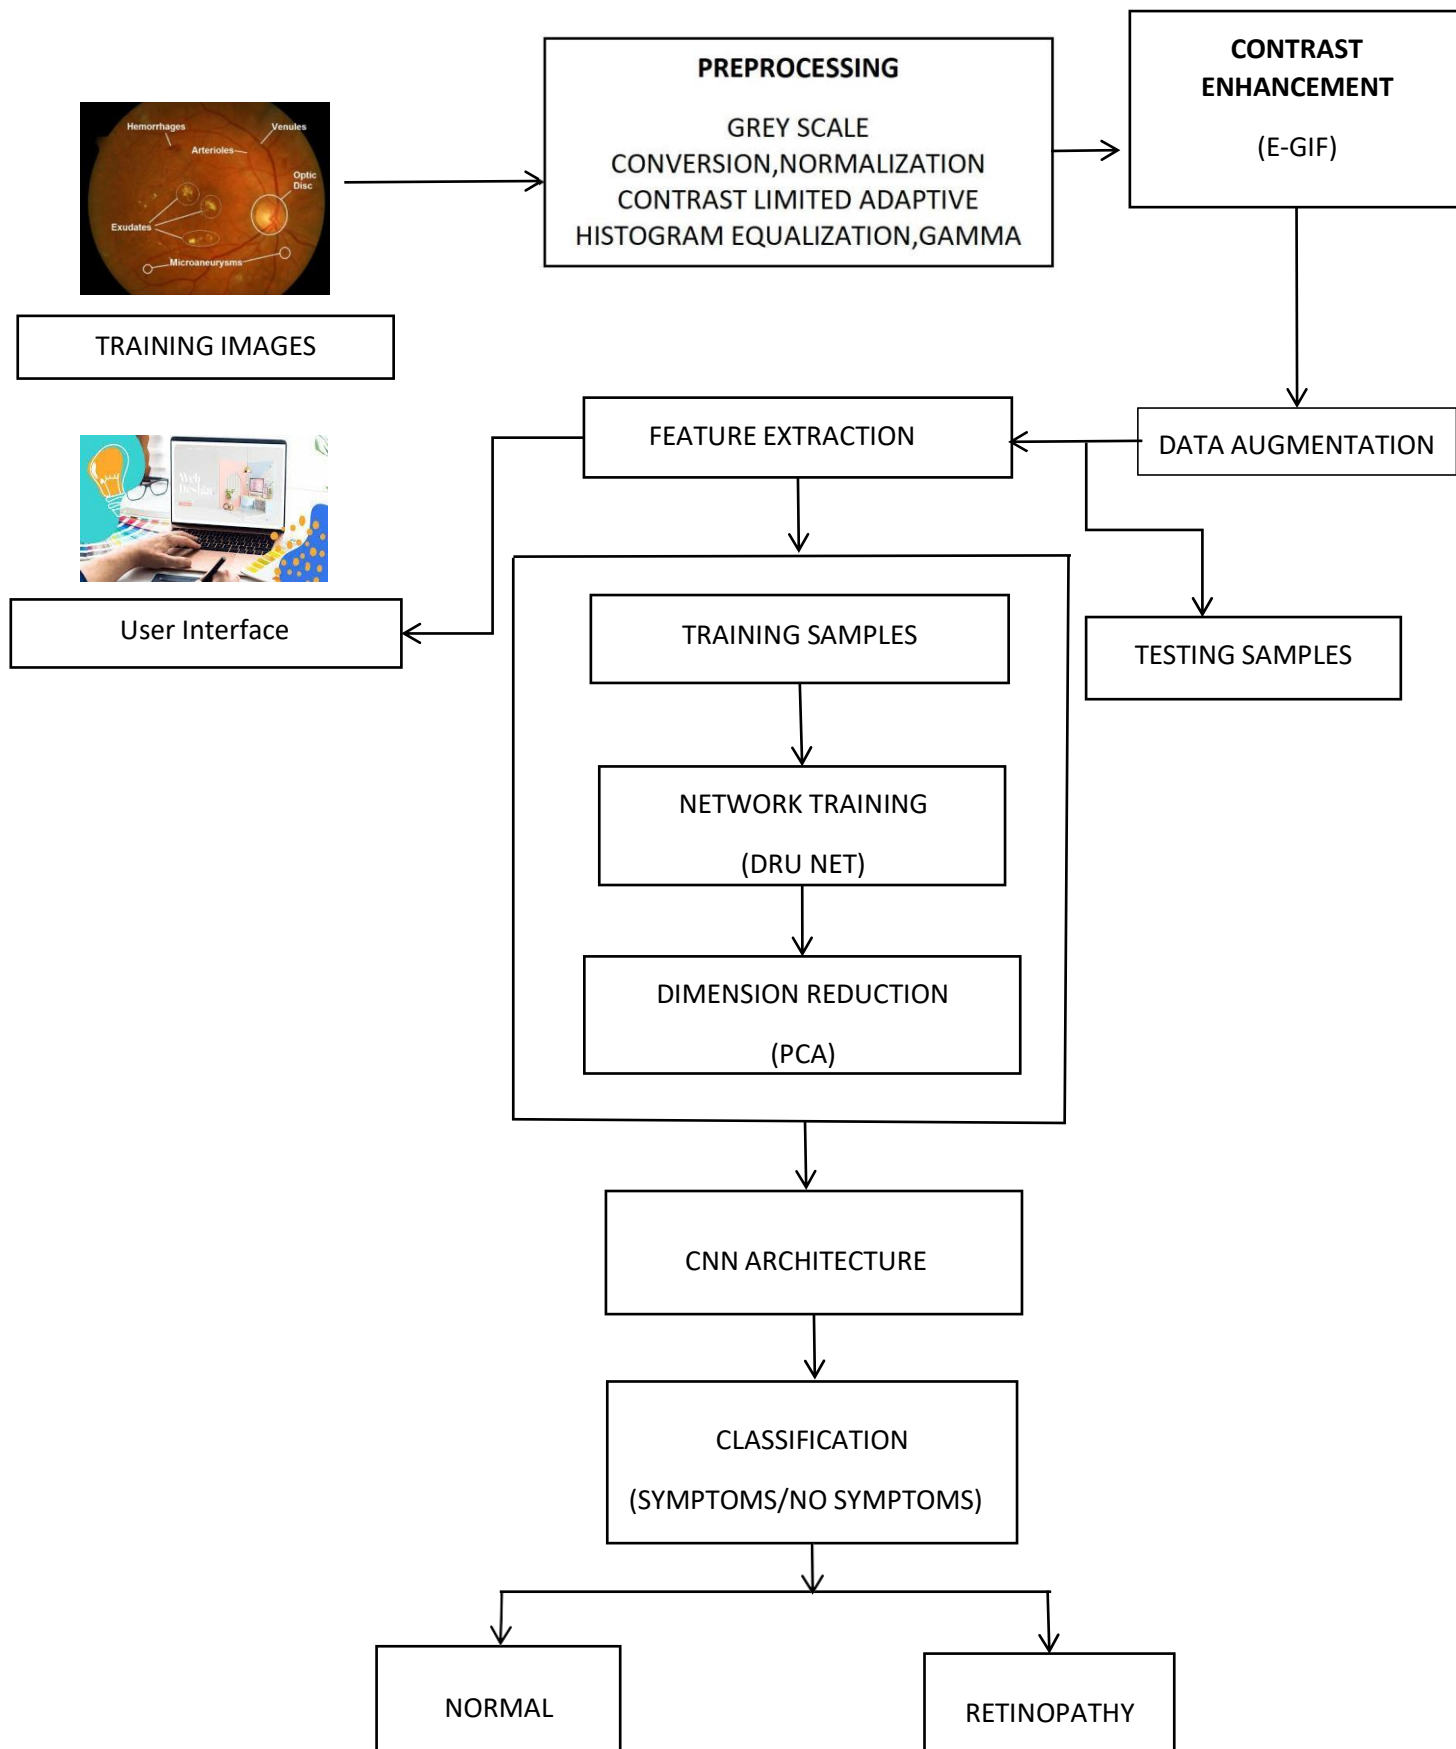 PREPROCESSING
GREY SCALE
CONVERSION,NORMALIZATION
CONTRAST LIMITED ADAPTIVE
HISTOGRAM EQUALIZATION,GAMMA
CONTRAST
ENHANCEMENT
(E-GIF)
Hemorrhages
Venules
Arterioles
Optic
Disc
Exudates
Microaneurysms
TRAINING IMAGES
FEATURE EXTRACTION
DATA AUGMENTATION
Web
Design
User Interface
TRAINING SAMPLES
TESTING SAMPLES
NETWORK TRAINING
(DRU NET)
DIMENSION REDUCTION
(PCA)
CNN ARCHITECTURE
CLASSIFICATION
(SYMPTOMS/NO SYMPTOMS)
NORMAL
RETINOPATHY